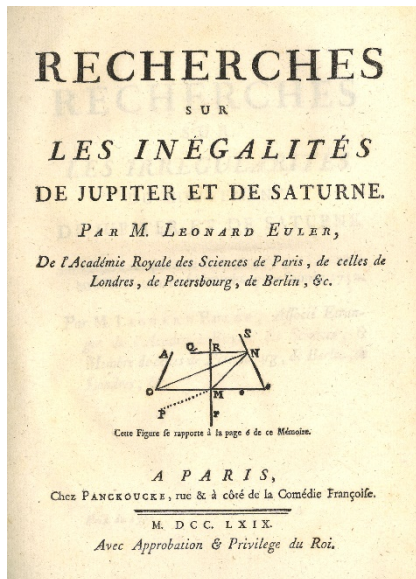 RECHERCHES
SUR
LES INÉGALITÉS
DE JUPITER ET DE SATURNE.
PAR M. LEONARD EULER,
De l'Académie Royale des Sciences de Paris, de celles de
Londres, de Petersbourg, de Berlin, &c.
S
A Q R N
O M
P F
Cette Figure se rapporte à la page 6 de ce Mémoire.
A PARIS,
Chez PANCKOUCKE, rue & à côté de la Comédie Françoise.
M. DCC. LXIX.
Avec Approbation & Privilege du Roi.